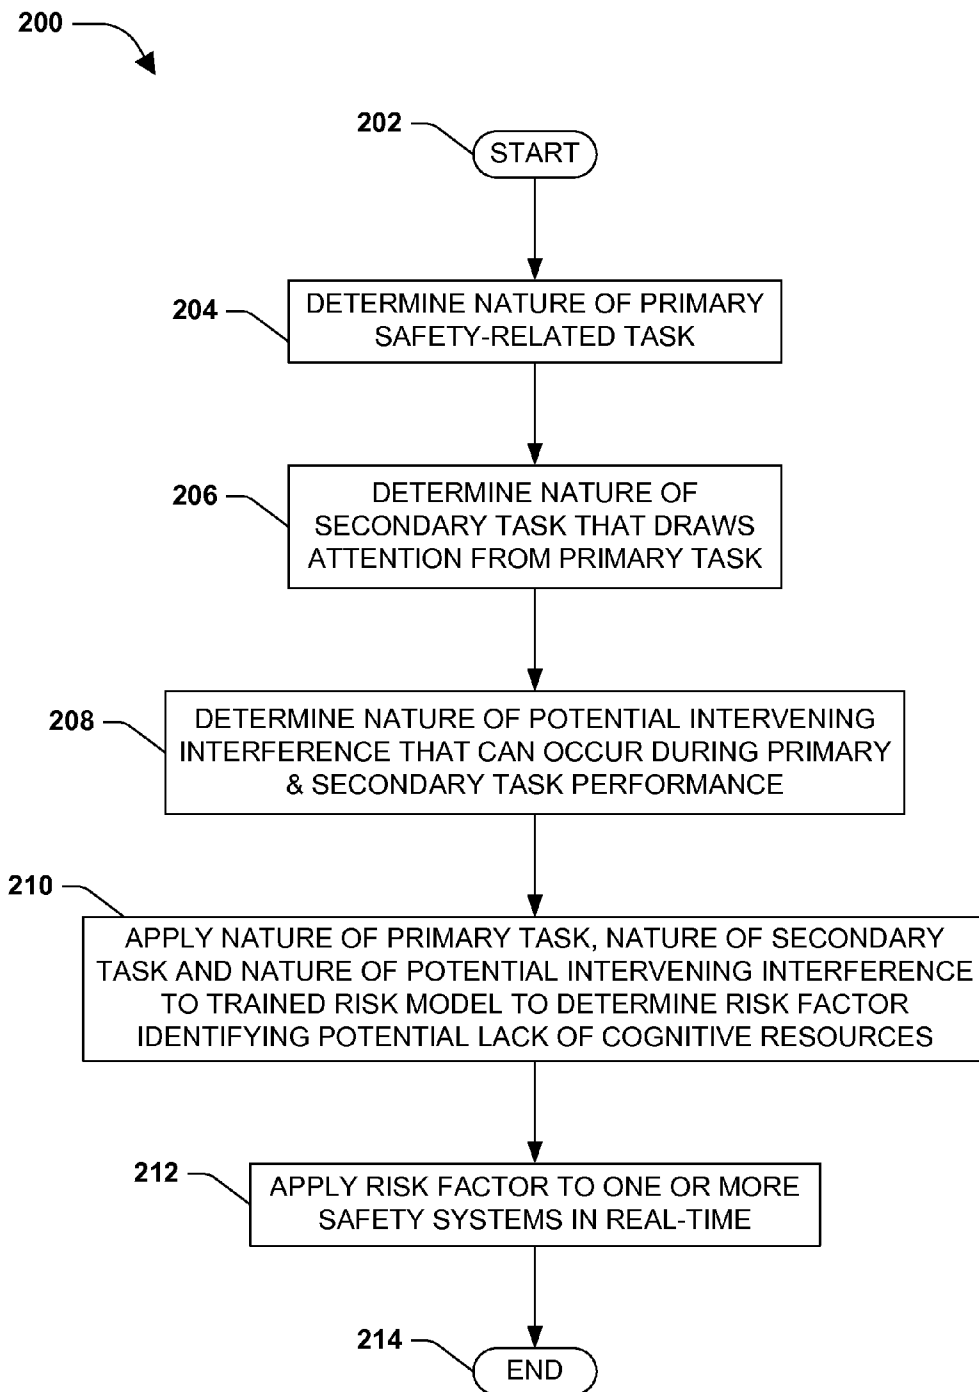 200
202
START
204
DETERMINE NATURE OF PRIMARY
SAFETY-RELATED TASK
206
DETERMINE NATURE OF
SECONDARY TASK THAT DRAWS
ATTENTION FROM PRIMARY TASK
208
DETERMINE NATURE OF POTENTIAL INTERVENING
INTERFERENCE THAT CAN OCCUR DURING PRIMARY
& SECONDARY TASK PERFORMANCE
210
APPLY NATURE OF PRIMARY TASK, NATURE OF SECONDARY
TASK AND NATURE OF POTENTIAL INTERVENING INTERFERENCE
TO TRAINED RISK MODEL TO DETERMINE RISK FACTOR
IDENTIFYING POTENTIAL LACK OF COGNITIVE RESOURCES
212
APPLY RISK FACTOR TO ONE OR MORE
SAFETY SYSTEMS IN REAL-TIME
214
END